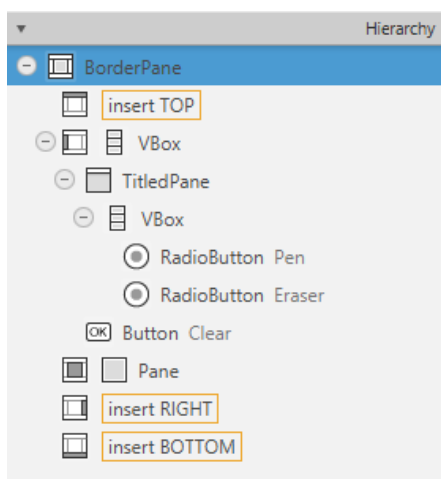 Hierarchy
BorderPane
insert TOP
VBox
TitledPane
VBox
RadioButton Pen
RadioButton Eraser
OK Button Clear
Pane
insert RIGHT
insert BOTTOM